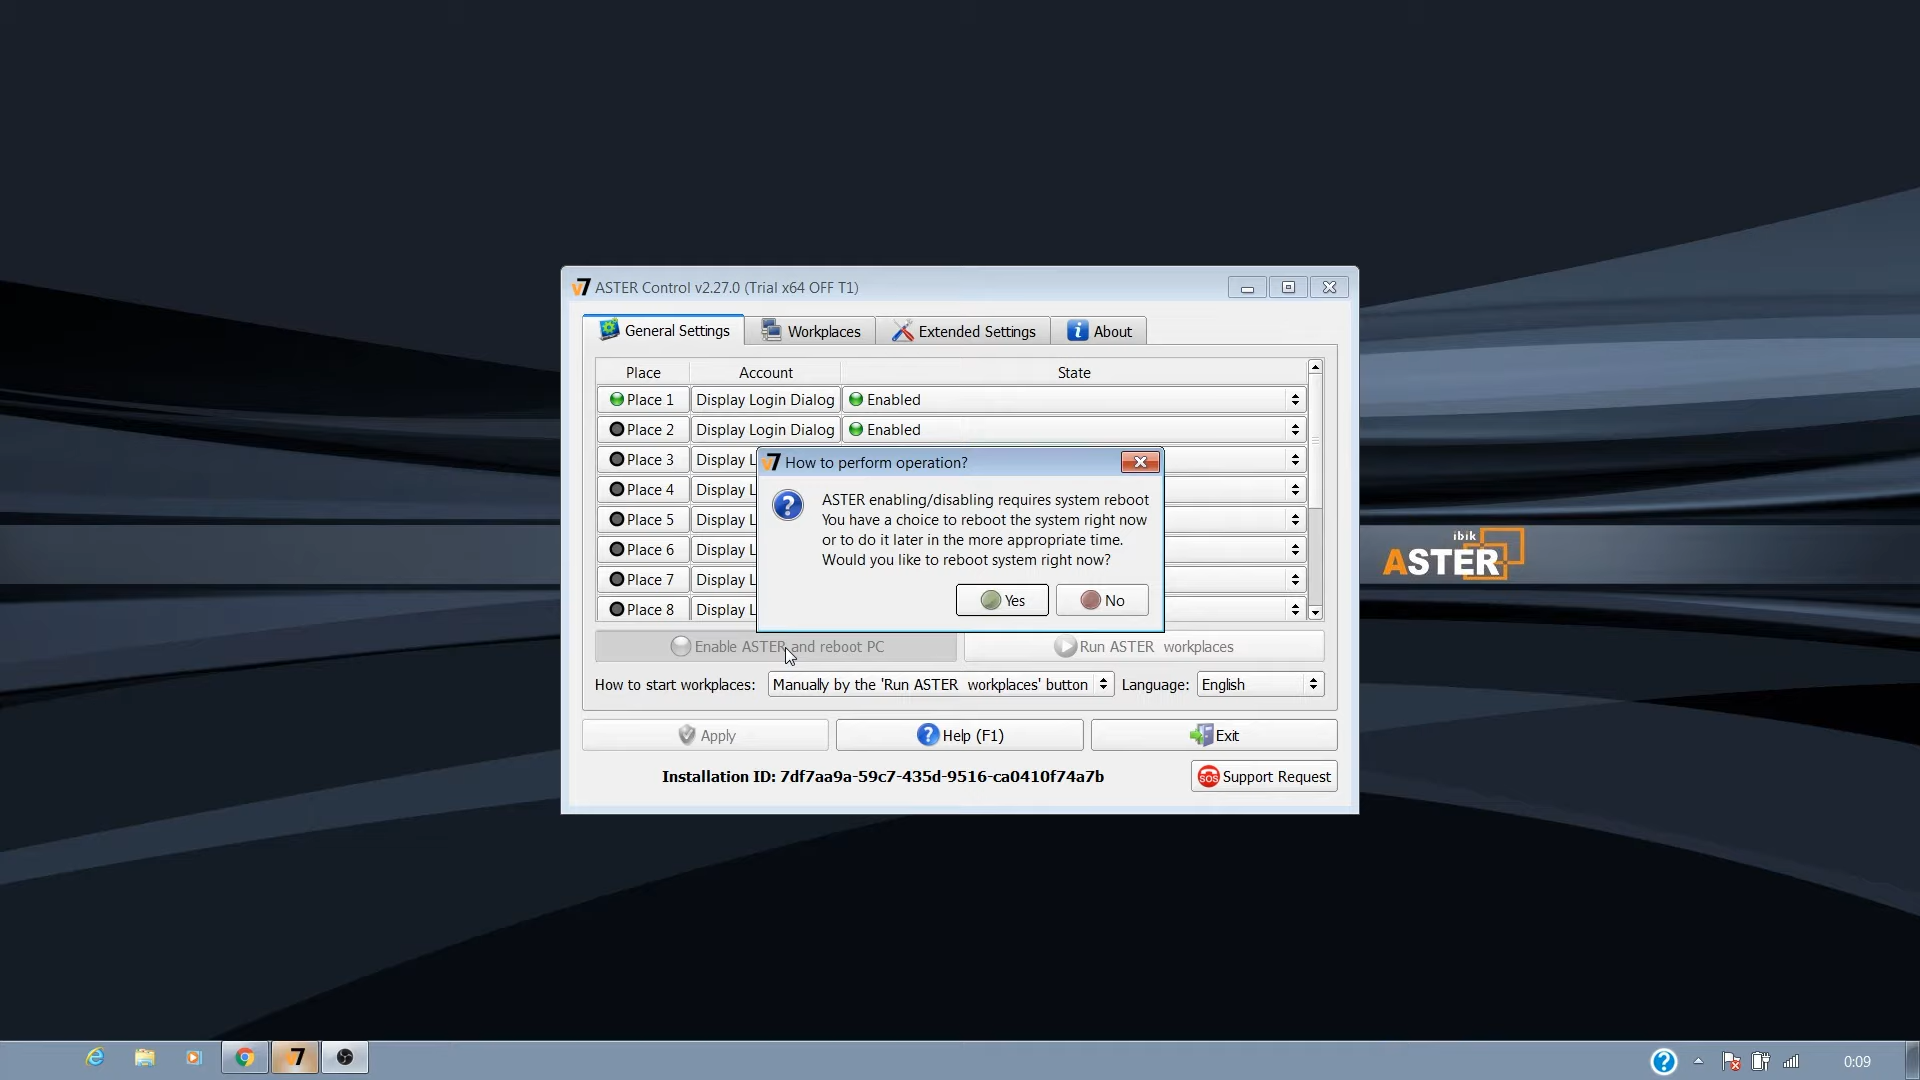 ASTER Control v2.27.0 (Trial x64 OFF T1)
General Settings
Workplaces
Extended Settings
About
Place
Account
State
Place 1
Display Login Dialog
Enabled
Place 2
Display Login Dialog
Enabled
Place 3
Display L
Place 4
Display L
Place 5
Display L
Place 6
Display L
Place 7
Display L
Place 8
Display L
How to perform operation?
ASTER enabling/disabling requires system reboot
You have a choice to reboot the system right now
or to do it later in the more appropriate time.
Would you like to reboot system right now?
Yes
No
Enable ASTER and reboot PC
Run ASTER workplaces
How to start workplaces:
Manually by the 'Run ASTER workplaces' button
Language:
English
Apply
Help (F1)
Exit
Installation ID: 7df7aa9a-59c7-435d-9516-ca0410f74a7b
SOS
Support Request
ibik
ASTER
0:09